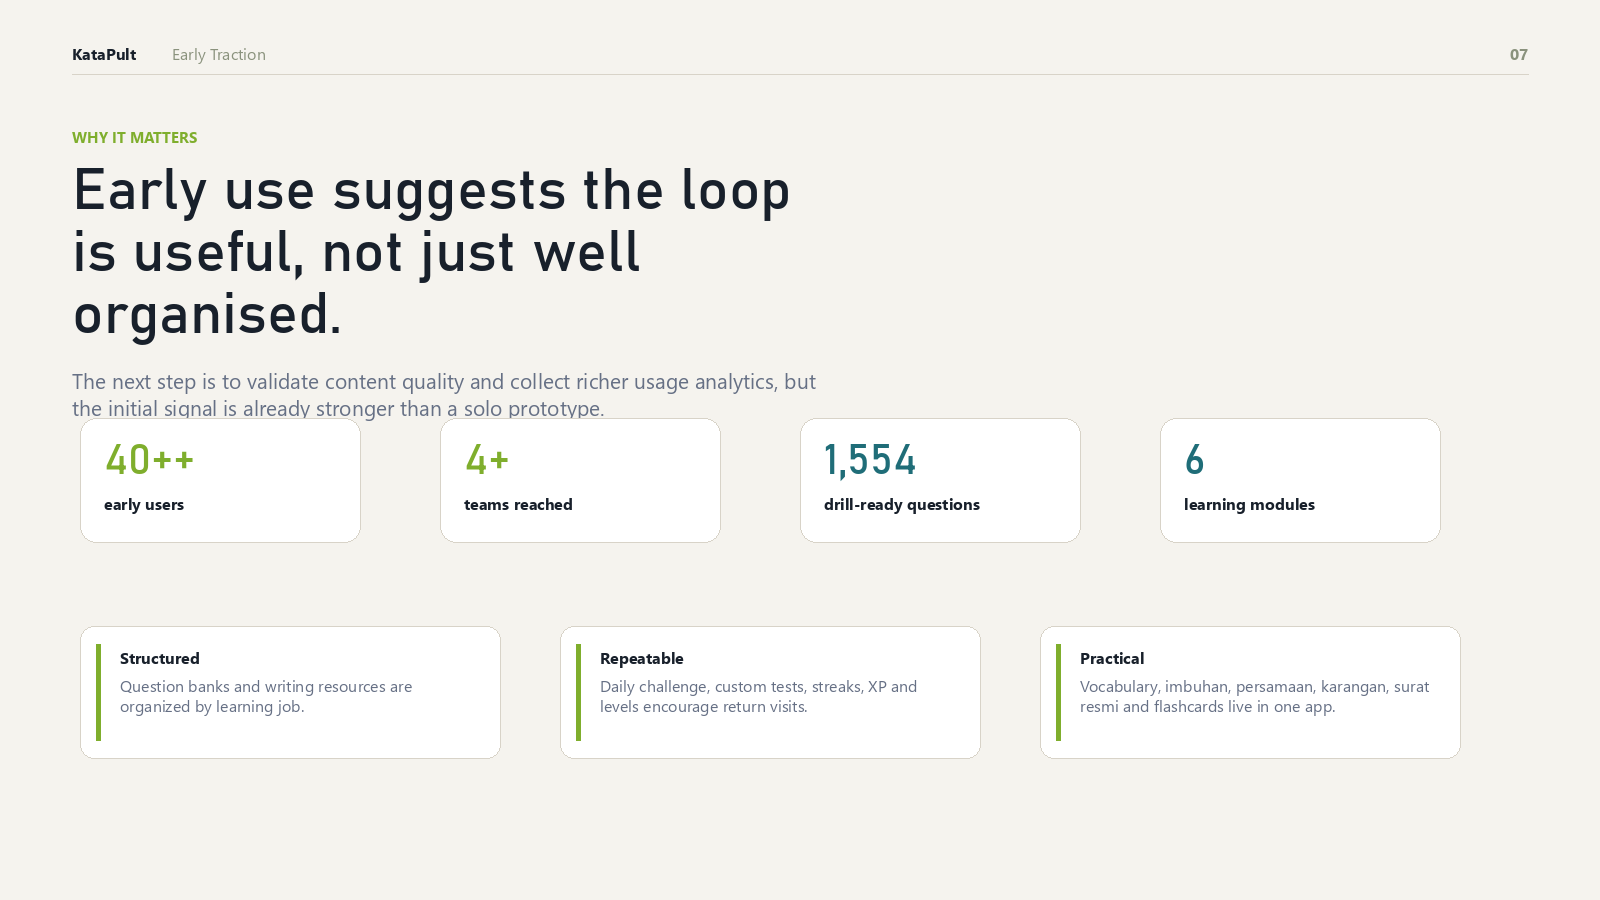 KataPult Early Traction 07
WHY IT MATTERS
Early use suggests the loop
is useful, not just well
organised.
The next step is to validate content quality and collect richer usage analytics, but
the initial signal is already stronger than a solo prototype.
40++
early users
4+
teams reached
1,554
drill-ready questions
6
learning modules
Structured
Question banks and writing resources are
organized by learning job.
Repeatable
Daily challenge, custom tests, streaks, XP and
levels encourage return visits.
Practical
Vocabulary, imbuhan, persamaan, karangan, surat
resmi and flashcards live in one app.